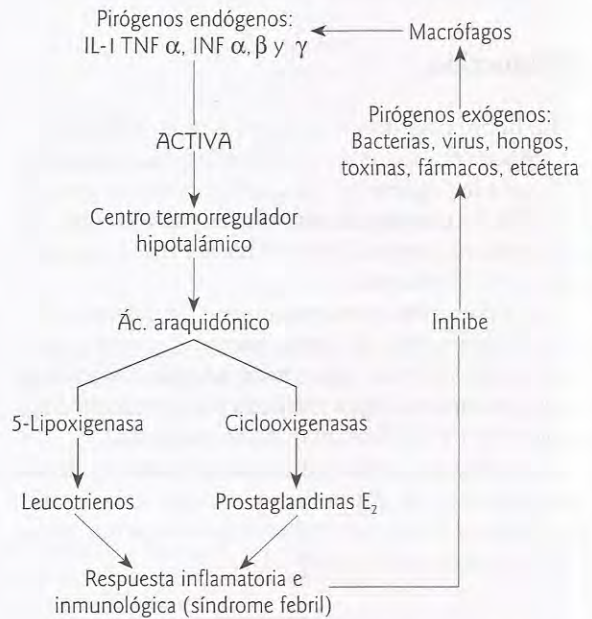 Pirógenos endógenos:
IL-I TNF α, INF α, β y γ
Macrófagos
Pirógenos exógenos:
Bacterias, virus, hongos,
toxinas, fármacos, etcétera
ACTIVA
Centro termorregulador
hipotalámico
Ác. araquidónico
Inhibe
5-Lipoxigenasa
Ciclooxigenasas
Leucotrienos
Prostaglandinas E₂
Respuesta inflamatoria e
inmunológica (síndrome febril)